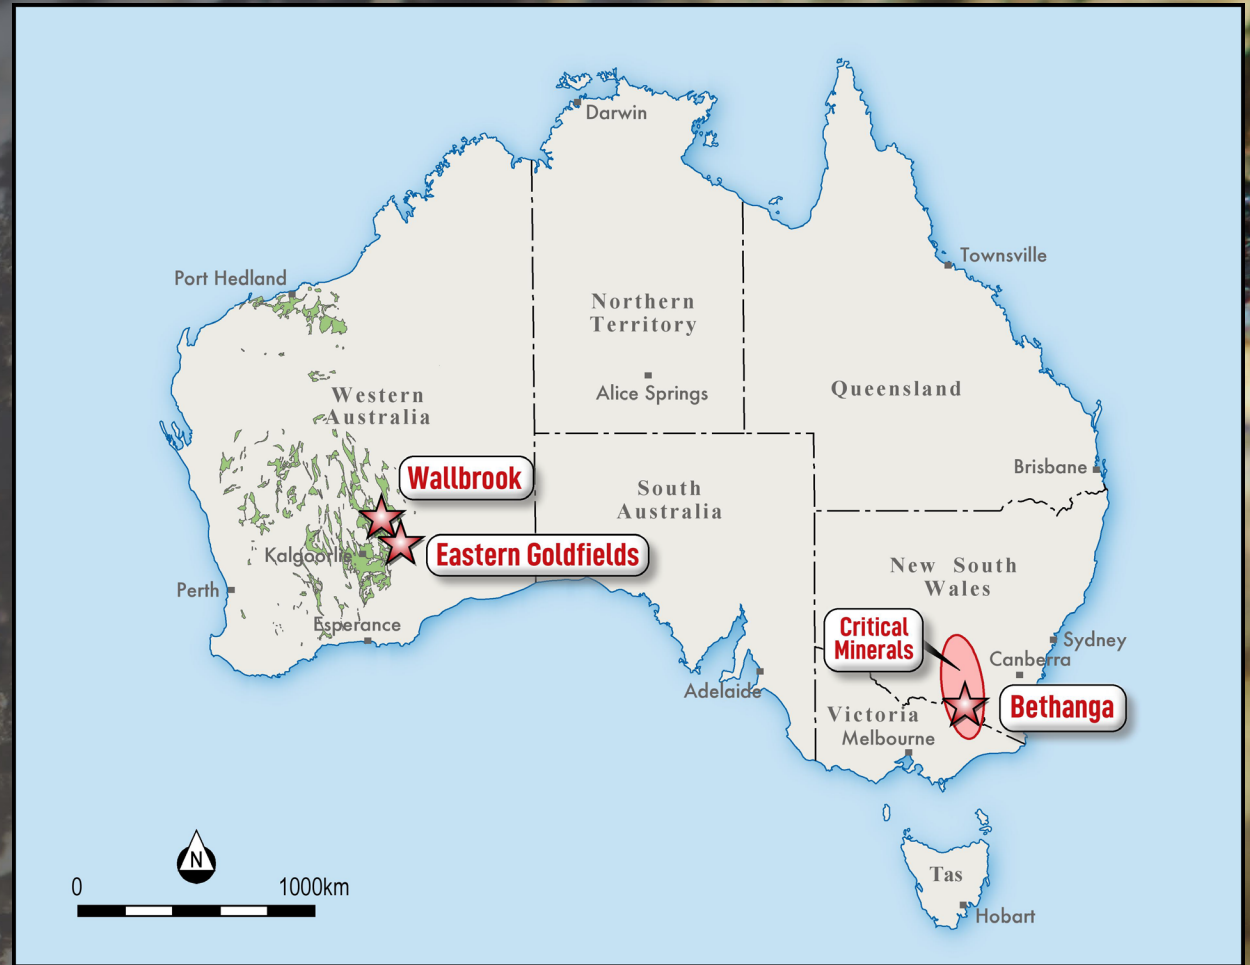 Darwin
Townsville
Port Hedland
Northern
Territory
Alice Springs
Queensland
Western
Australia
Brisbane
Wallbrook
South
Australia
Eastern Goldfields
Kalgoorlie
New South
Wales
Perth
Esperance
Critical
Minerals
Sydney
Canberra
Adelaide
Bethanga
Victoria
Melbourne
N
Tas
0
1000km
Hobart